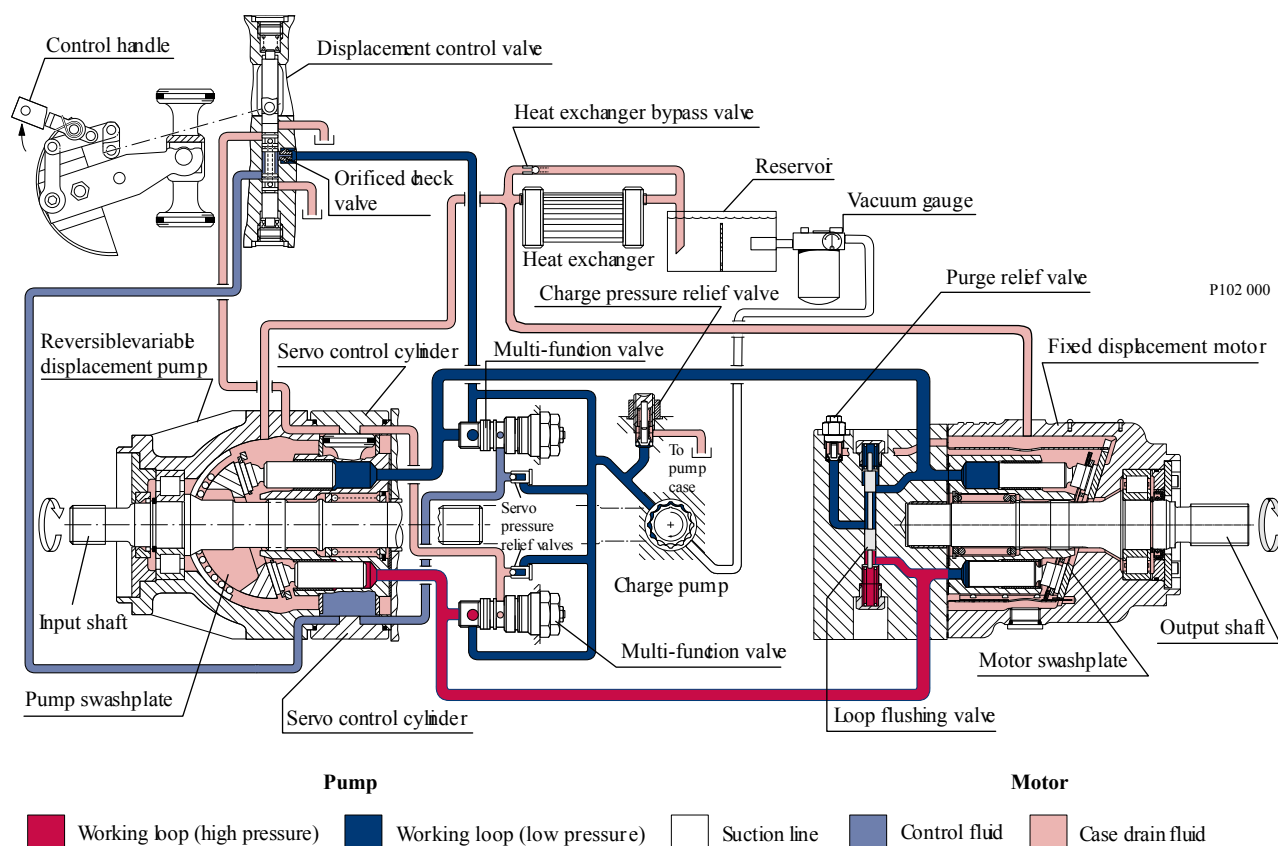 Control handle
Displacement control valve
Heat exchanger bypass valve
Reservoir
Orificed check
valve
Vacuum gauge
Heat exchanger
Charge pressure relief valve
Purge relief valve
P102 000
Reversiblevariable
displacement pump
Servo control cylinder
Multi-function valve
Fixed displacement motor
To
pump
case
Servo
pressure
relief valves
Charge pump
Input shaft
Output shaft
Multi-function valve
Motor swashplate
Pump swashplate
Servo control cylinder
Loop flushing valve
Pump
Motor
Working loop (high pressure)
Working loop (low pressure)
Suction line
Control fluid
Case drain fluid